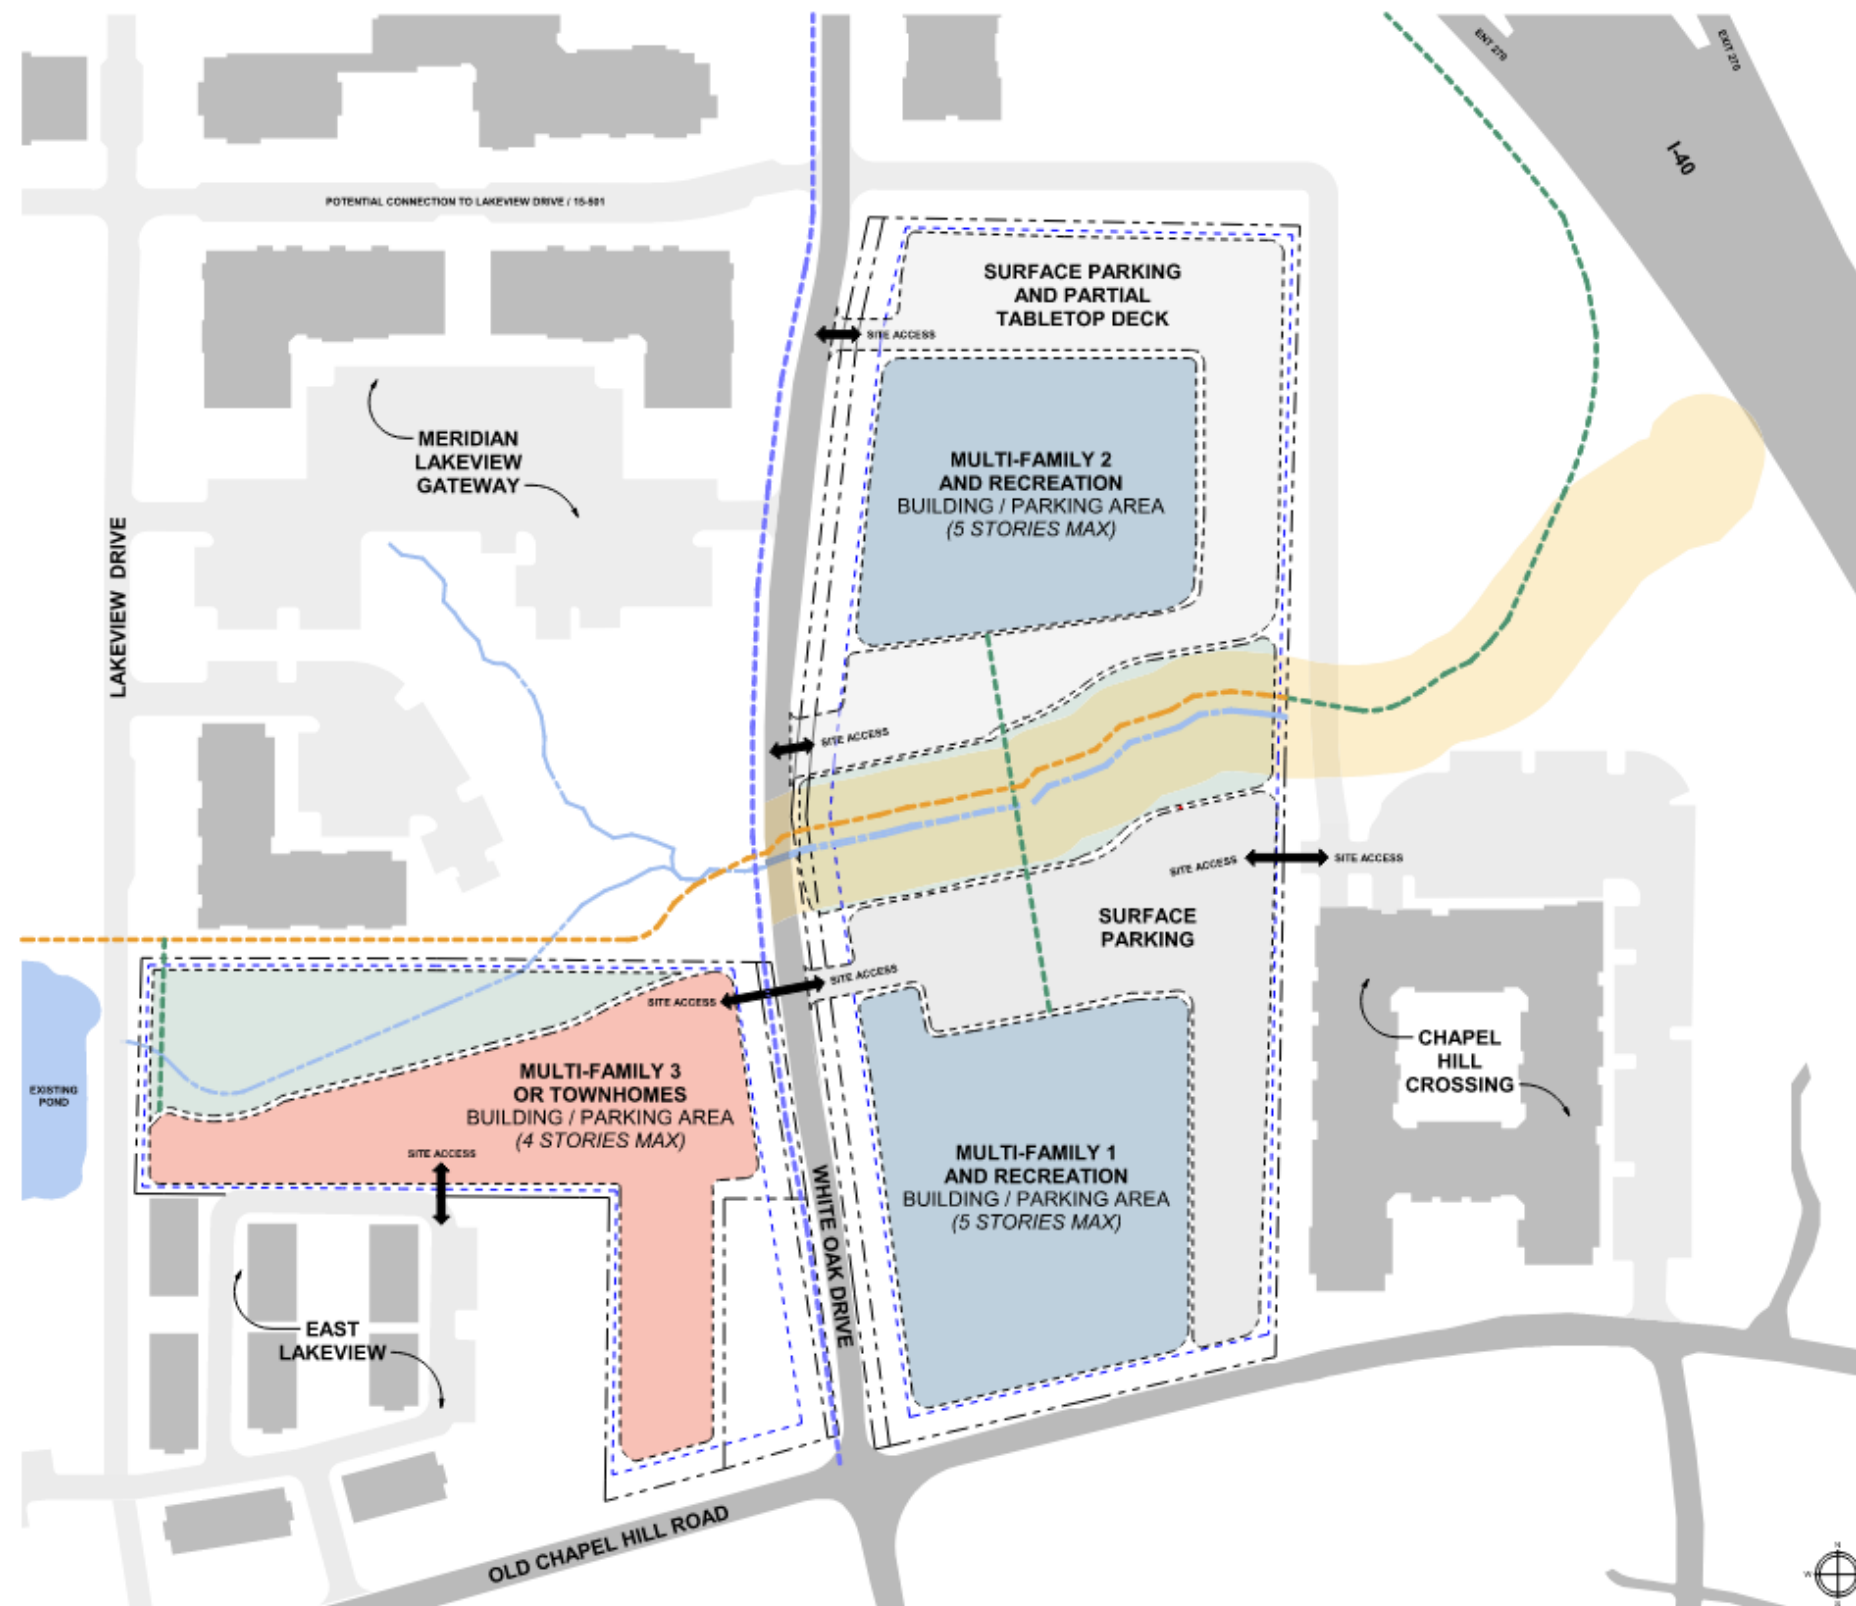 ENT 270
EXIT 270
I-40
POTENTIAL CONNECTION TO LAKEVIEW DRIVE / 15-501
SURFACE PARKING
AND PARTIAL
TABLETOP DECK
SITE ACCESS
MERIDIAN
LAKEVIEW
GATEWAY
MULTI-FAMILY 2
AND RECREATION
BUILDING / PARKING AREA
(5 STORIES MAX)
LAKEVIEW DRIVE
SITE ACCESS
SITE ACCESS
SITE ACCESS
SURFACE
PARKING
SITE ACCESS
SITE ACCESS
EXISTING
POND
MULTI-FAMILY 3
OR TOWNHOMES
BUILDING / PARKING AREA
(4 STORIES MAX)
SITE ACCESS
CHAPEL
HILL
CROSSING
MULTI-FAMILY 1
AND RECREATION
BUILDING / PARKING AREA
(5 STORIES MAX)
WHITE OAK DRIVE
EAST
LAKEVIEW
OLD CHAPEL HILL ROAD
N
W